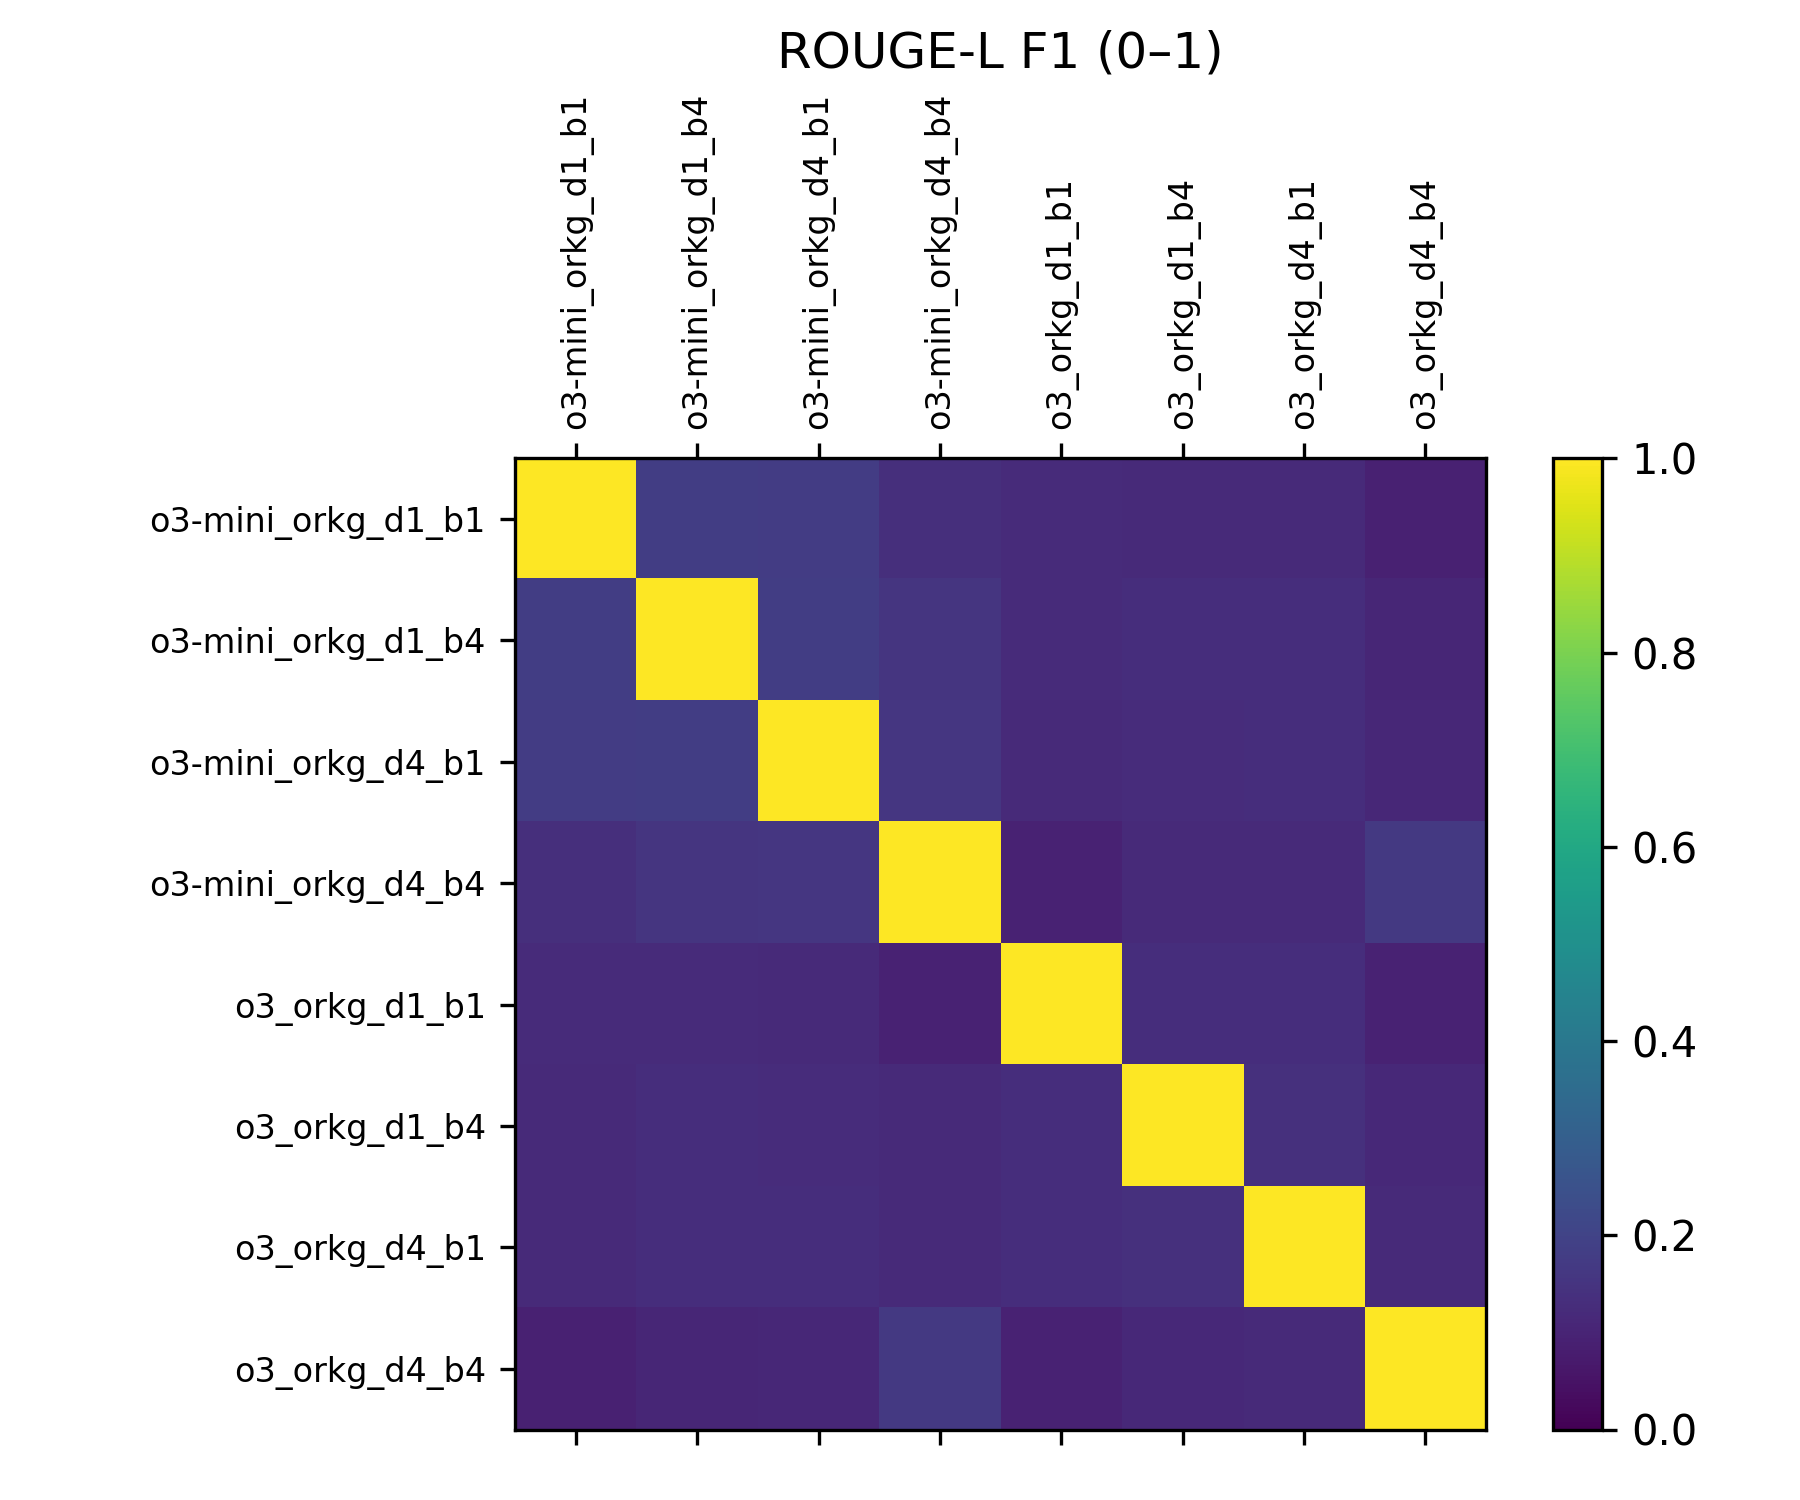 ROUGE-L F1 (0–1)
o3-mini_orkg_d1_b1
o3-mini_orkg_d1_b4
o3-mini_orkg_d4_b1
o3-mini_orkg_d4_b4
o3_orkg_d1_b1
o3_orkg_d1_b4
o3_orkg_d4_b1
o3_orkg_d4_b4
o3-mini_orkg_d1_b1
o3-mini_orkg_d1_b4
o3-mini_orkg_d4_b1
o3-mini_orkg_d4_b4
o3_orkg_d1_b1
o3_orkg_d1_b4
o3_orkg_d4_b1
o3_orkg_d4_b4
1.0
0.8
0.6
0.4
0.2
0.0